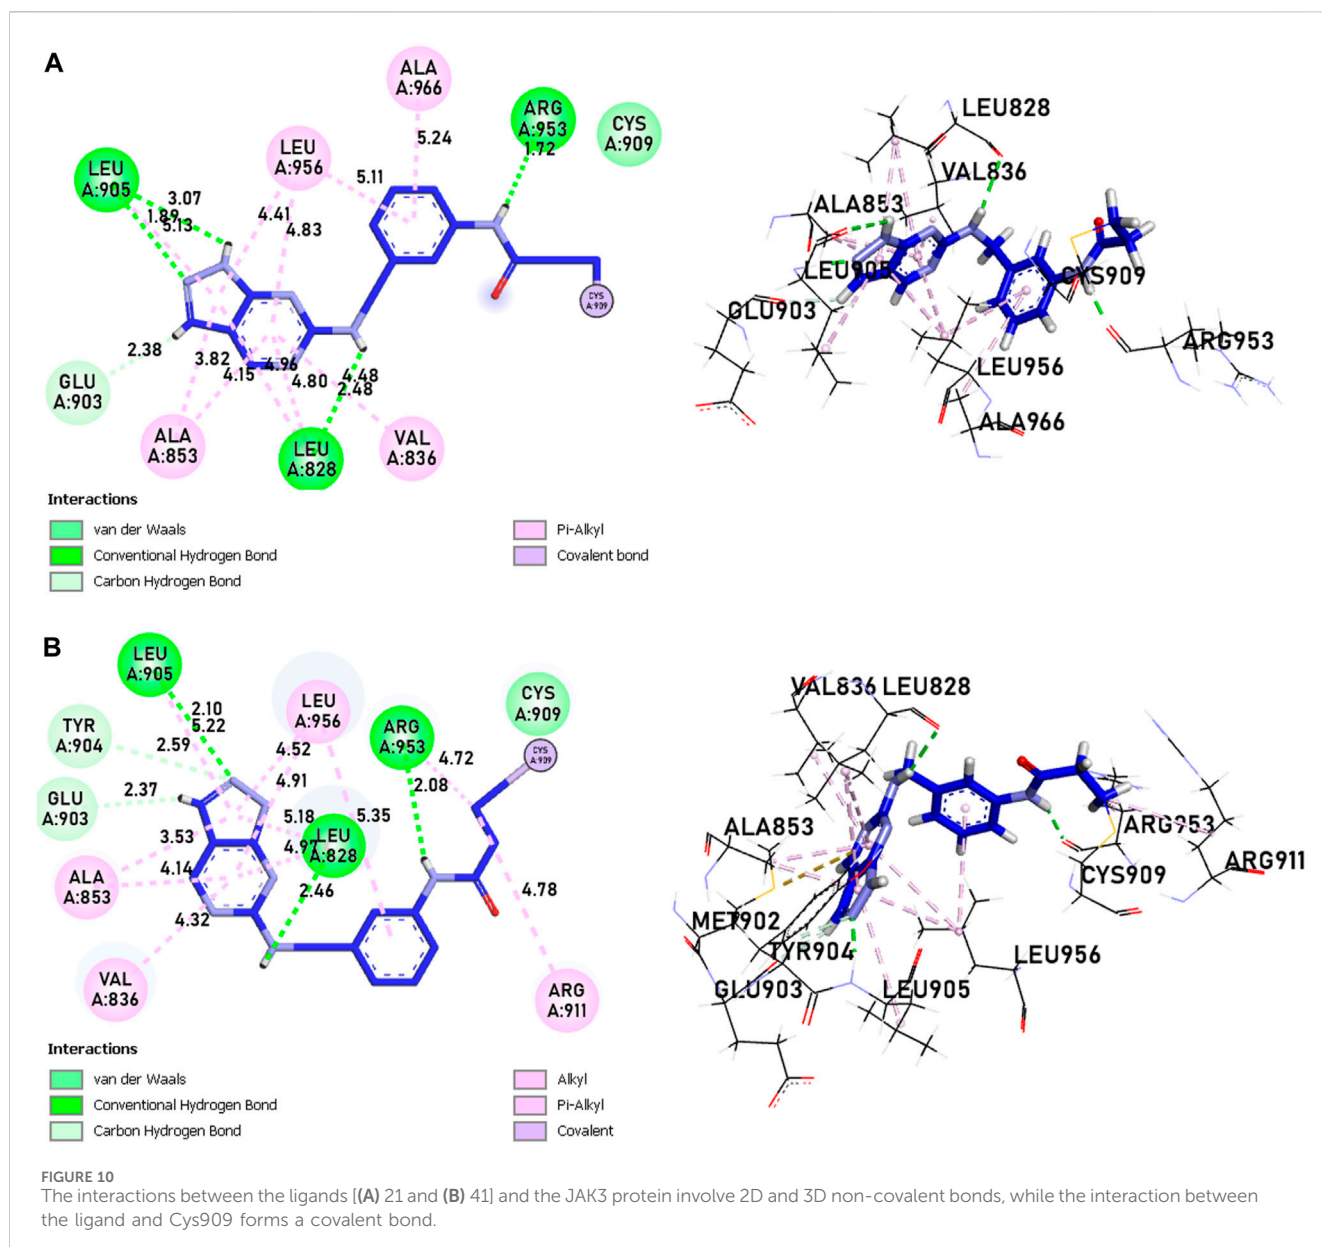 A
ALA
A:966
ARG
A:953
1.72
CYS
A:909
LEU
A:956
5.24
LEU
A:905
5.11
3.07
1.89
5.13
4.41
4.83
CYS
A:909
2.38
3.82
4.15
4.96
4.80
4.48
2.48
GLU
A:903
ALA
A:853
LEU
A:828
VAL
A:836
LEU828
VAL836
ALA853
LEU905
CYS909
GLU903
ARG953
LEU956
ALA966
Interactions
van der Waals
Conventional Hydrogen Bond
Carbon Hydrogen Bond
Pi-Alkyl
Covalent bond
B
LEU
A:905
LEU
A:956
CYS
A:909
ARG
A:953
TYR
A:904
2.10
5.22
2.59
4.52
4.72
CYS
A:909
4.91
2.08
GLU
A:903
2.37
5.18
5.35
3.53
LEU
A:828
4.97
ALA
A:853
4.14
4.78
2.46
4.32
VAL
A:836
ARG
A:911
VAL836 LEU828
ALA853
ARG953
CYS909
ARG911
MET902
TYR904
LEU956
GLU903
LEU905
Interactions
van der Waals
Conventional Hydrogen Bond
Carbon Hydrogen Bond
Alkyl
Pi-Alkyl
Covalent
FIGURE 10
The interactions between the ligands [(A) 21 and (B) 41] and the JAK3 protein involve 2D and 3D non-covalent bonds, while the interaction between
the ligand and Cys909 forms a covalent bond.